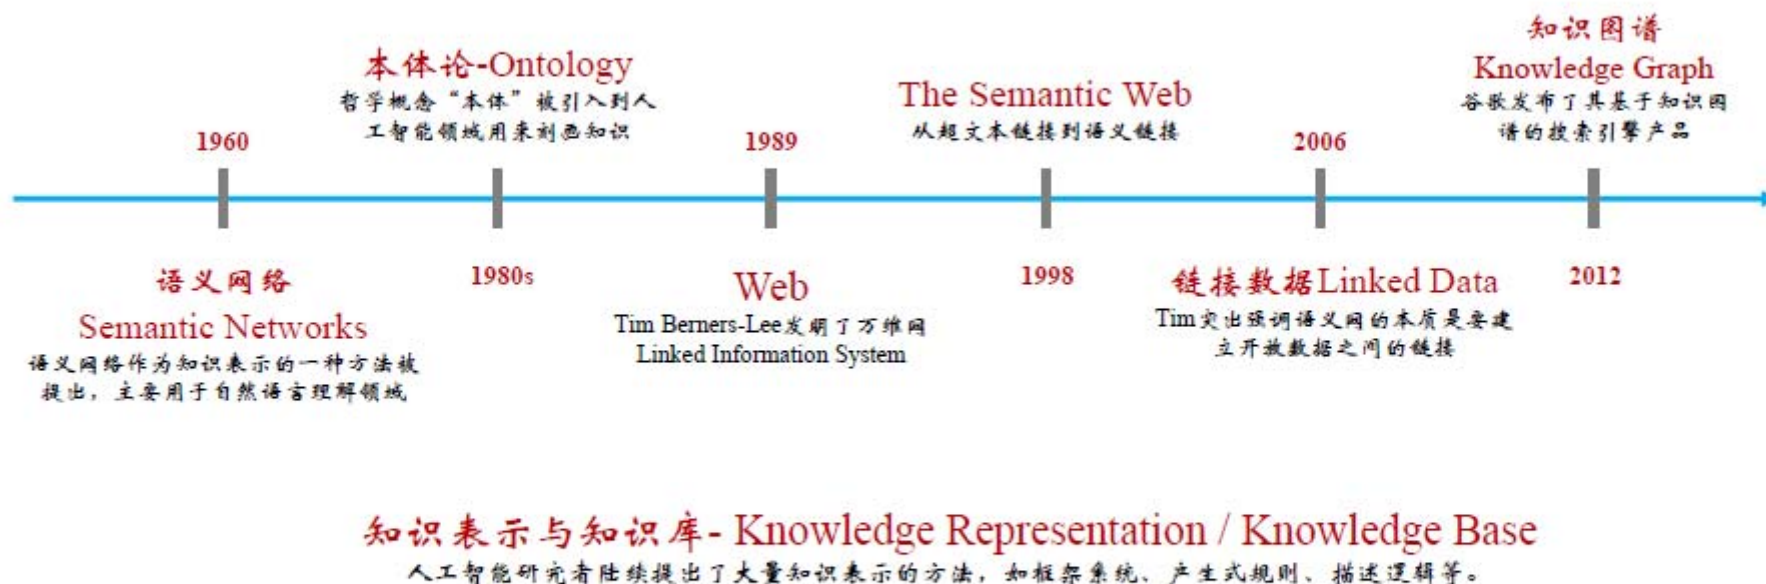 1960
语义网络
Semantic Networks
语义网络作为知识表示的一种方法被
提出，主要用于自然语言理解领域
本体论-Ontology
哲学概念“本体”被引入到人
工智能领域用来刻画知识
1980s
1989
Web
Tim Berners-Lee发明了万维网
Linked Information System
The Semantic Web
从超文本链接到语义链接
1998
2006
链接数据Linked Data
Tim突出强调语义网的本质是要建
立开放数据之间的链接
知识图谱
Knowledge Graph
谷歌发布了其基于知识图
谱的搜索引擎产品
2012
知识表示与知识库- Knowledge Representation / Knowledge Base
人工智能研究者陆续提出了大量知识表示的方法，如框架系统、产生式规则、描述逻辑等。